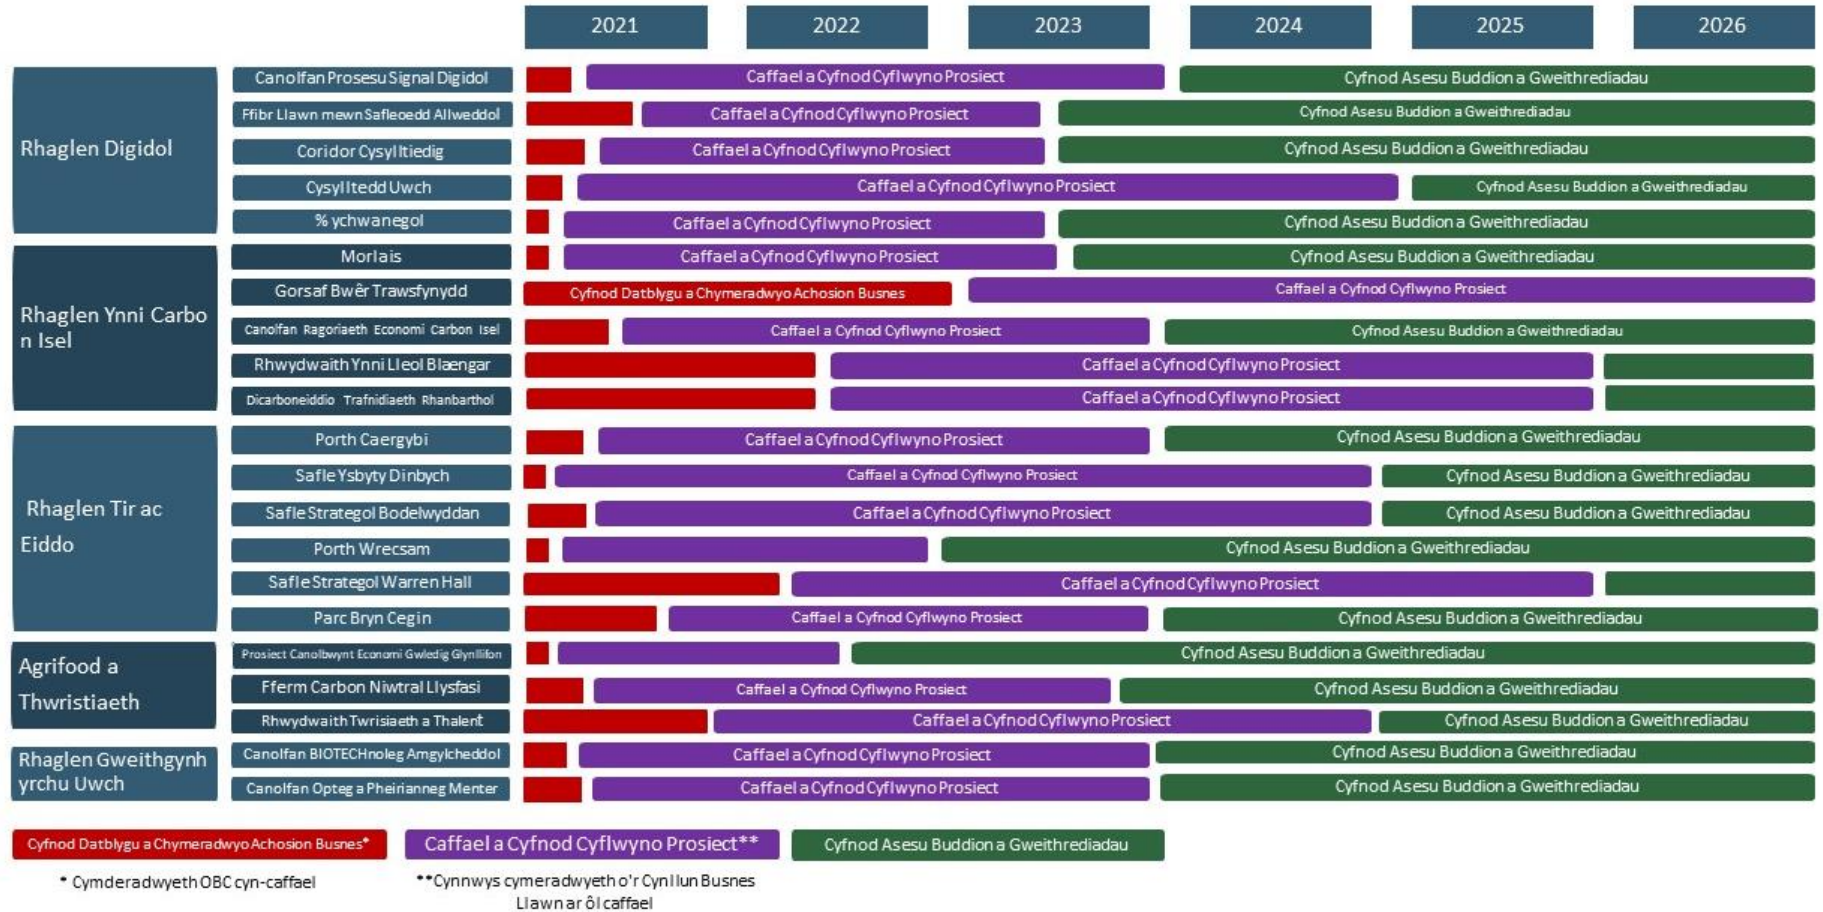 2021 2022 2023 2024 2025 2026
Rhaglen Digidol
Canolfan Prosesu Signal Digidol Caffael a Cyfnod Cyflwyno Prosiect Cyfnod Asesu Buddion a Gweithrediadau
Ffibr Llawn mewn Safleoedd Allweddol Caffael a Cyfnod Cyflwyno Prosiect Cyfnod Asesu Buddion a Gweithrediadau
Coridor Cysylltiedig Caffael a Cyfnod Cyflwyno Prosiect Cyfnod Asesu Buddion a Gweithrediadau
Cysylltedd Uwch Caffael a Cyfnod Cyflwyno Prosiect Cyfnod Asesu Buddion a Gweithrediadau
% ychwanegol Caffael a Cyfnod Cyflwyno Prosiect Cyfnod Asesu Buddion a Gweithrediadau
Rhaglen Ynni Carbo
n Isel
Morlais Caffael a Cyfnod Cyflwyno Prosiect Cyfnod Asesu Buddion a Gweithrediadau
Gorsaf Bwêr Trawsfynydd Cyfnod Datblygu a Chymeradwyo Achosion Busnes Caffael a Cyfnod Cyflwyno Prosiect
Canolfan Ragoriaeth Economi Carbon Isel Caffael a Cyfnod Cyflwyno Prosiect Cyfnod Asesu Buddion a Gweithrediadau
Rhwydwaith Ynni Lleol Blaengar Caffael a Cyfnod Cyflwyno Prosiect
Dicarboneiddio Trafnidiaeth Rhanbarthol Caffael a Cyfnod Cyflwyno Prosiect
Rhaglen Tir ac
Eiddo
Porth Caergybi Caffael a Cyfnod Cyflwyno Prosiect Cyfnod Asesu Buddion a Gweithrediadau
Safle Ysbyty Dinbych Caffael a Cyfnod Cyflwyno Prosiect Cyfnod Asesu Buddion a Gweithrediadau
Safle Strategol Bodelwyddan Caffael a Cyfnod Cyflwyno Prosiect Cyfnod Asesu Buddion a Gweithrediadau
Porth Wrecsam Cyfnod Asesu Buddion a Gweithrediadau
Safle Strategol Warren Hall Caffael a Cyfnod Cyflwyno Prosiect
Parc Bryn Cegin Caffael a Cyfnod Cyflwyno Prosiect Cyfnod Asesu Buddion a Gweithrediadau
Agrifood a
Thwristiaeth
Prosiect Canolbwynt Economi Gwledig Glynllifon Cyfnod Asesu Buddion a Gweithrediadau
Fferm Carbon Niwtral Llysfasi Caffael a Cyfnod Cyflwyno Prosiect Cyfnod Asesu Buddion a Gweithrediadau
Rhwydwaith Twrisiaeth a Thalent Caffael a Cyfnod Cyflwyno Prosiect Cyfnod Asesu Buddion a Gweithrediadau
Rhaglen Gweithgynh
yrchu Uwch
Canolfan BIOTECHnoleg Amgylcheddol Caffael a Cyfnod Cyflwyno Prosiect Cyfnod Asesu Buddion a Gweithrediadau
Canolfan Opteg a Pheirianneg Menter Caffael a Cyfnod Cyflwyno Prosiect Cyfnod Asesu Buddion a Gweithrediadau
Cyfnod Datblygu a Chymeradwyo Achosion Busnes* Caffael a Cyfnod Cyflwyno Prosiect** Cyfnod Asesu Buddion a Gweithrediadau
* Cymderadwyeth OBC cyn-caffael
**Cynnwys cymeradwyeth o'r Cynllun Busnes
Llawn ar ôl caffael